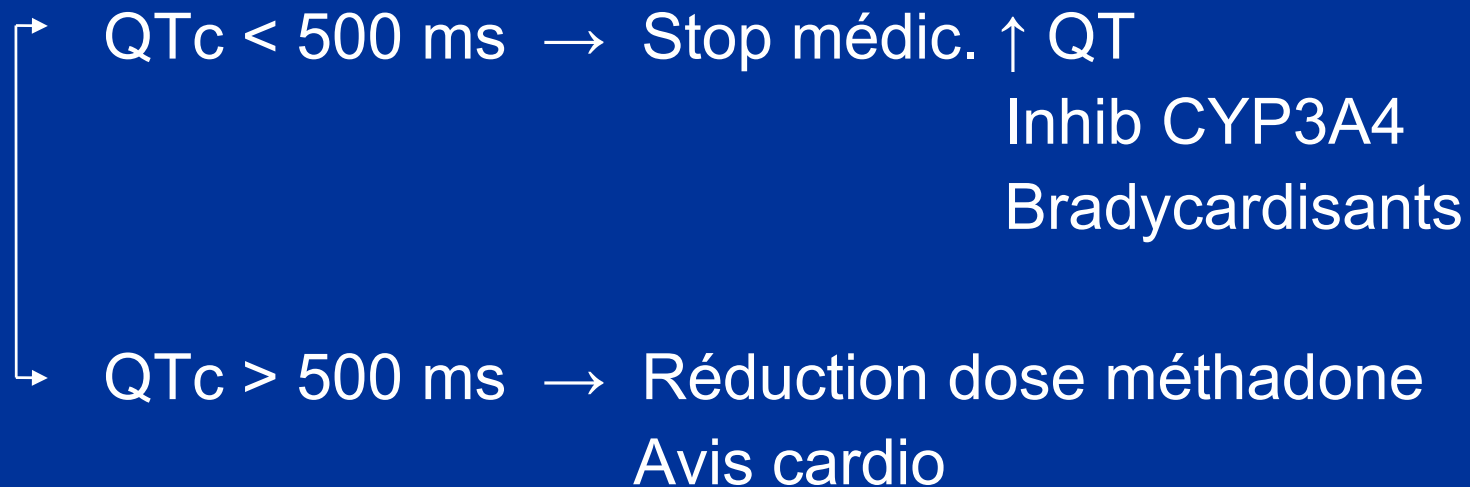 QTc < 500 ms → Stop médic. ↑ QT
Inhib CYP3A4
Bradycardisants
QTc > 500 ms → Réduction dose méthadone
Avis cardio